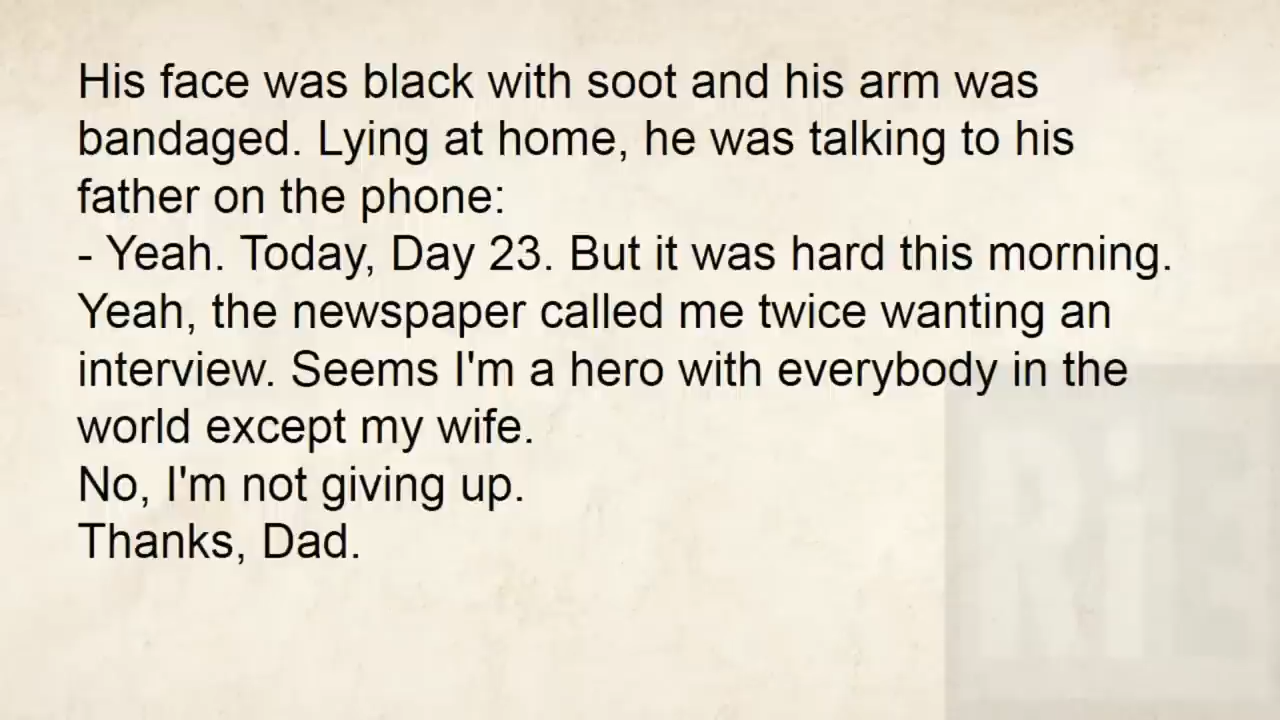 His face was black with soot and his arm was
bandaged. Lying at home, he was talking to his
father on the phone:
- Yeah. Today, Day 23. But it was hard this morning.
Yeah, the newspaper called me twice wanting an
interview. Seems I'm a hero with everybody in the
world except my wife.
No, I'm not giving up.
Thanks, Dad.
RiE